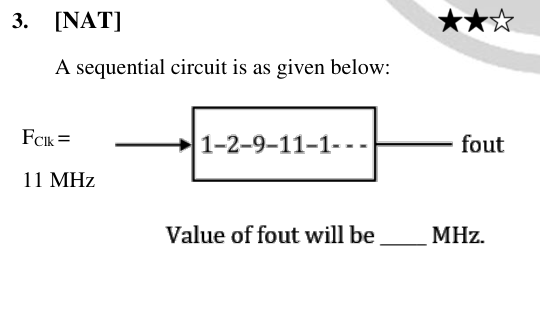 3. [NAT]
A sequential circuit is as given below:
FClk =
11 MHz
1–2–9–11–1- - -
fout
Value of fout will be ____ MHz.